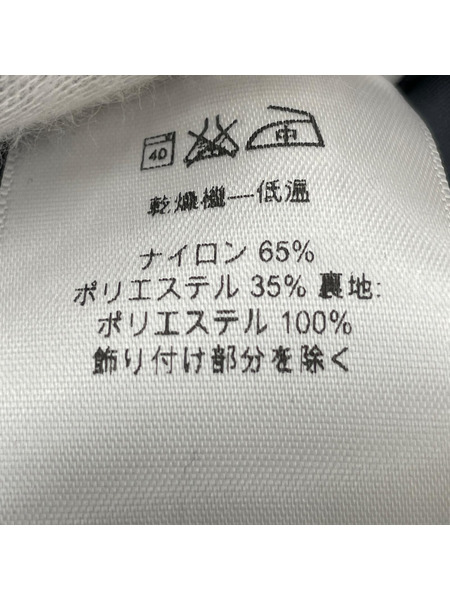 40 中
乾燥機—低温
ナイロン 65%
ポリエステル 35% 裏地:
ポリエステル 100%
飾り付け部分を除く